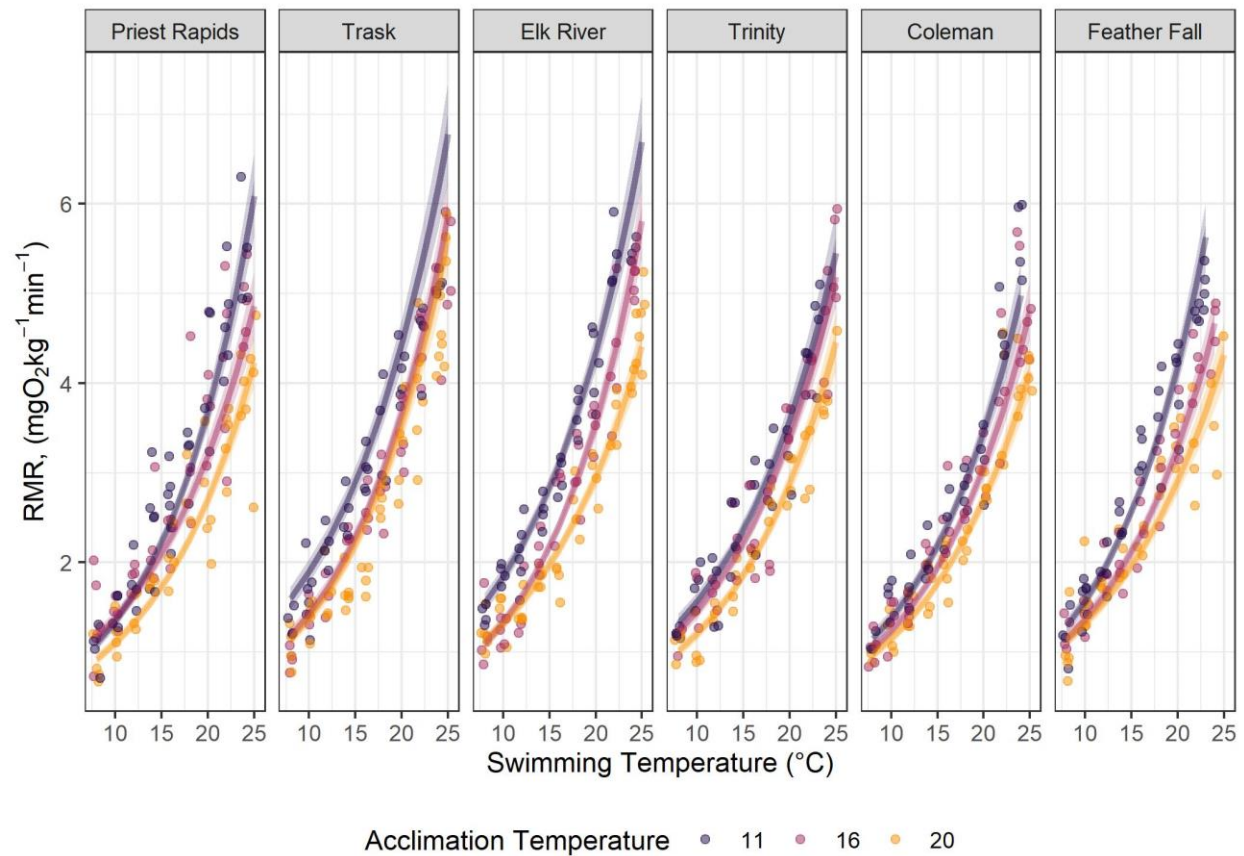 Priest Rapids Trask Elk River Trinity Coleman Feather Fall
6
4
2
RMR, (mgO₂kg⁻¹min⁻¹)
10 15 20 25 10 15 20 25 10 15 20 25 10 15 20 25 10 15 20 25 10 15 20 25
Swimming Temperature (°C)
Acclimation Temperature 11 16 20